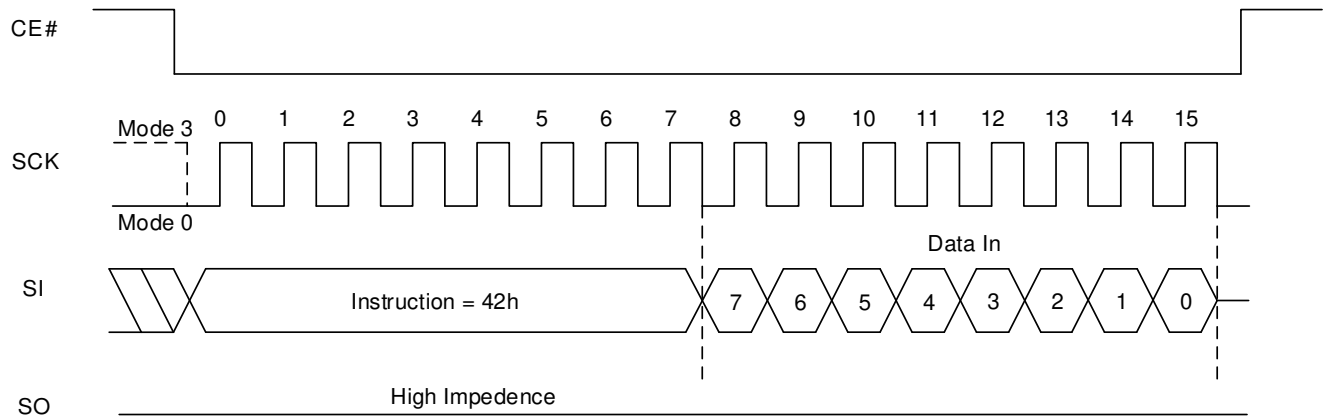 CE#
Mode 3 0 1 2 3 4 5 6 7 8 9 10 11 12 13 14 15
SCK
Mode 0
Data In
SI Instruction = 42h 7 6 5 4 3 2 1 0
High Impedence
SO